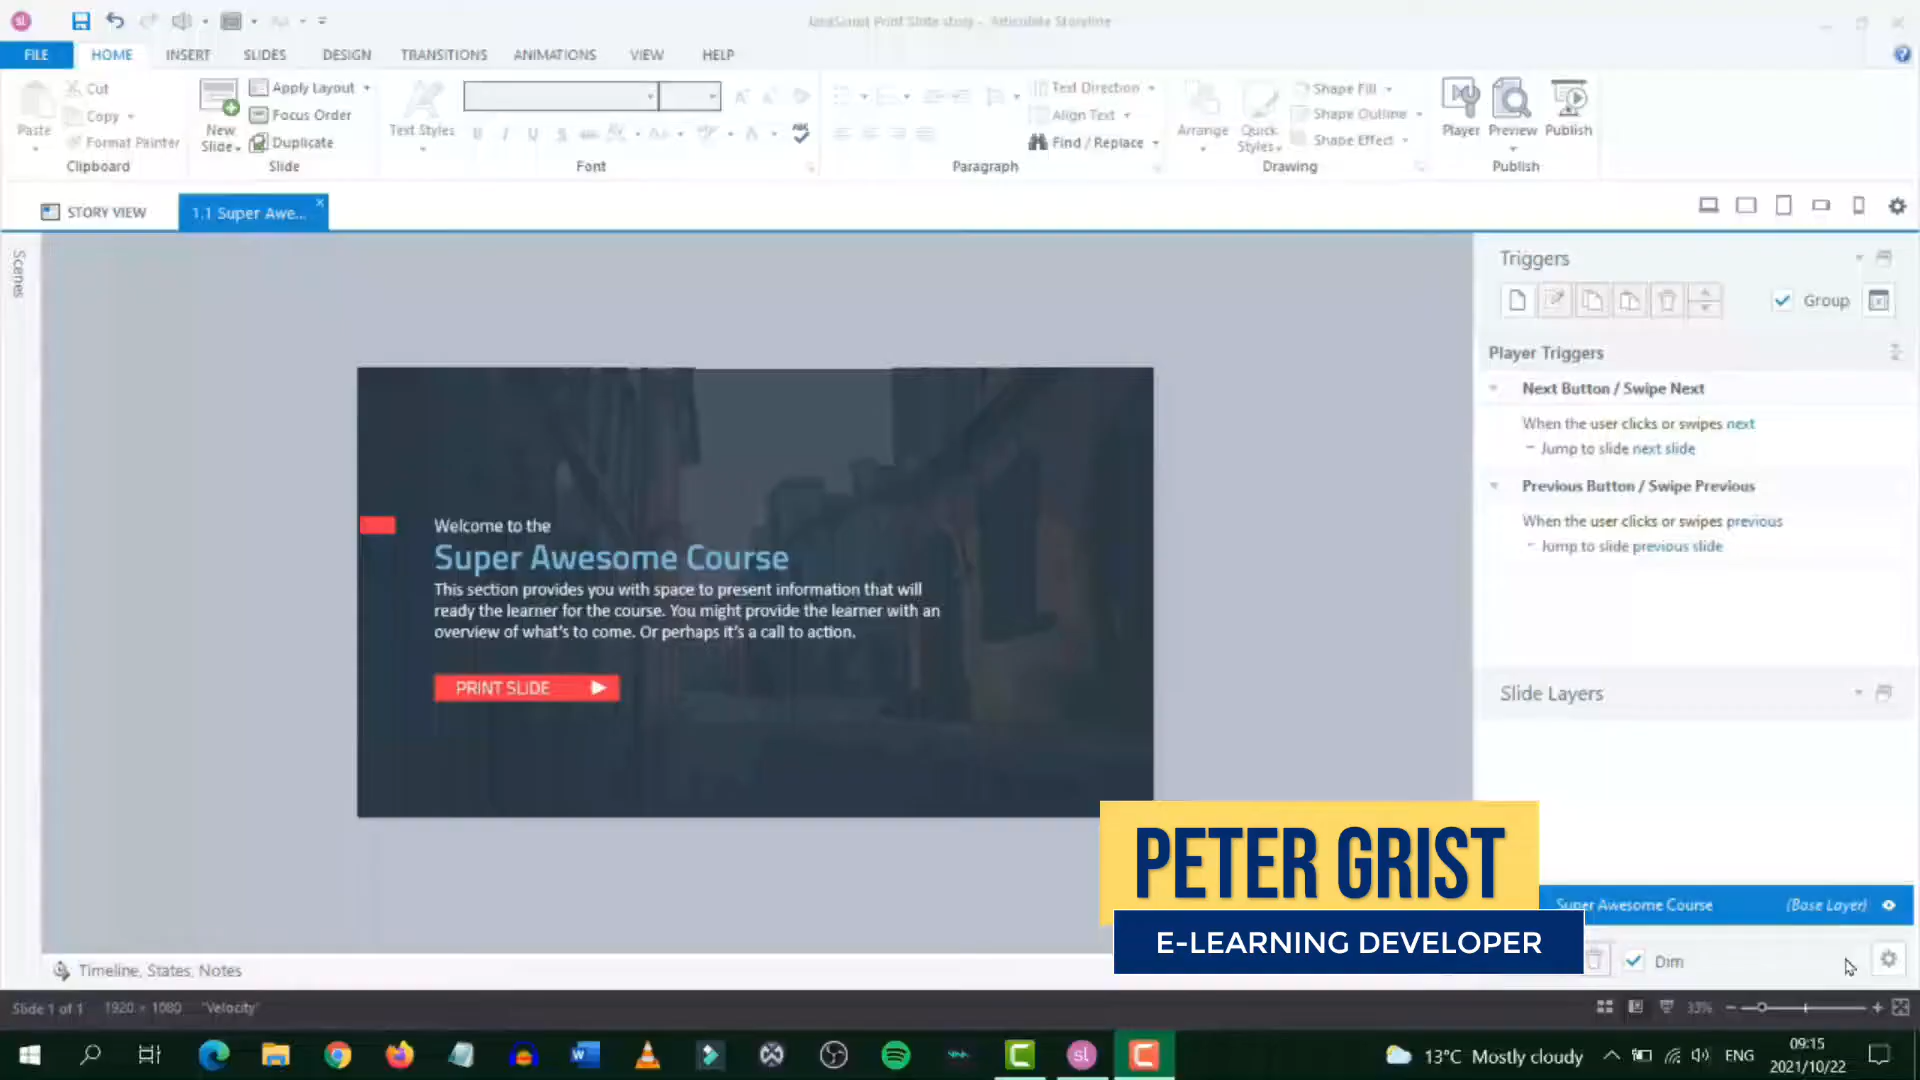 JavaScript Print Slide.story - Articulate Storyline
FILE HOME INSERT SLIDES DESIGN TRANSITIONS ANIMATIONS VIEW HELP
Paste
Cut
Copy
Format Painter
Clipboard
New
Slide
Apply Layout
Focus Order
Duplicate
Slide
Text Styles
Font
Text Direction
Align Text
Find / Replace
Paragraph
Arrange
Quick
Styles
Shape Fill
Shape Outline
Shape Effect
Drawing
Player
Preview
Publish
Publish
STORY VIEW
1.1 Super Awe...
Scenes
Welcome to the
Super Awesome Course
This section provides you with space to present information that will
ready the learner for the course. You might provide the learner with an
overview of what's to come. Or perhaps it's a call to action.
PRINT SLIDE
Triggers
Group
Player Triggers
Next Button / Swipe Next
When the user clicks or swipes next
Jump to slide next slide
Previous Button / Swipe Previous
When the user clicks or swipes previous
Jump to slide previous slide
Slide Layers
Super Awesome Course (Base Layer)
Dim
PETER GRIST
E-LEARNING DEVELOPER
Timeline, States, Notes
Slide 1 of 1 1920 × 1080 "Velocity"
33%
13°C Mostly cloudy
ENG
09:15
2021/10/22